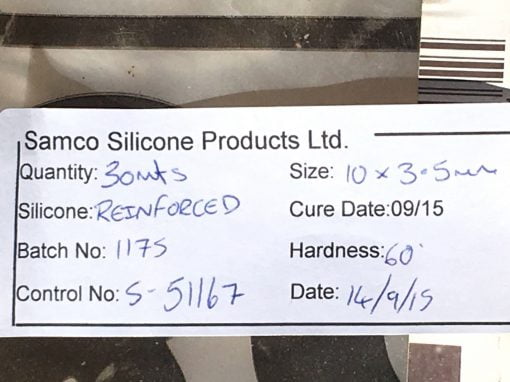 Samco Silicone Products Ltd.
Quantity: 30mts Size: 10 x 3.5mm
Silicone: REINFORCED Cure Date:09/15
Batch No: 1175 Hardness: 60°
Control No: S-51167 Date: 14/9/15